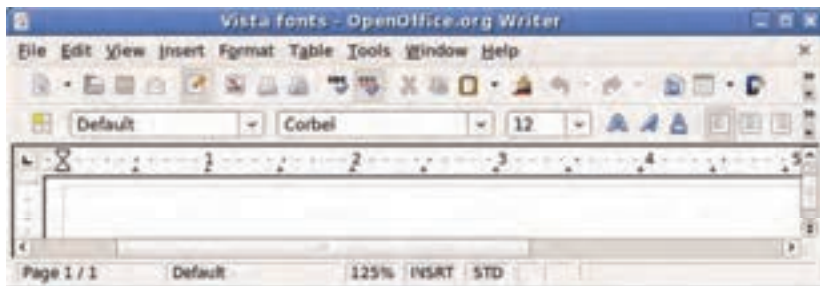 Vista fonts - OpenOffice.org Writer
File Edit View Insert Format Table Tools Window Help
Default Corbel 12
1 2 3 4 5
Page 1 / 1 Default 125% INSRT STD